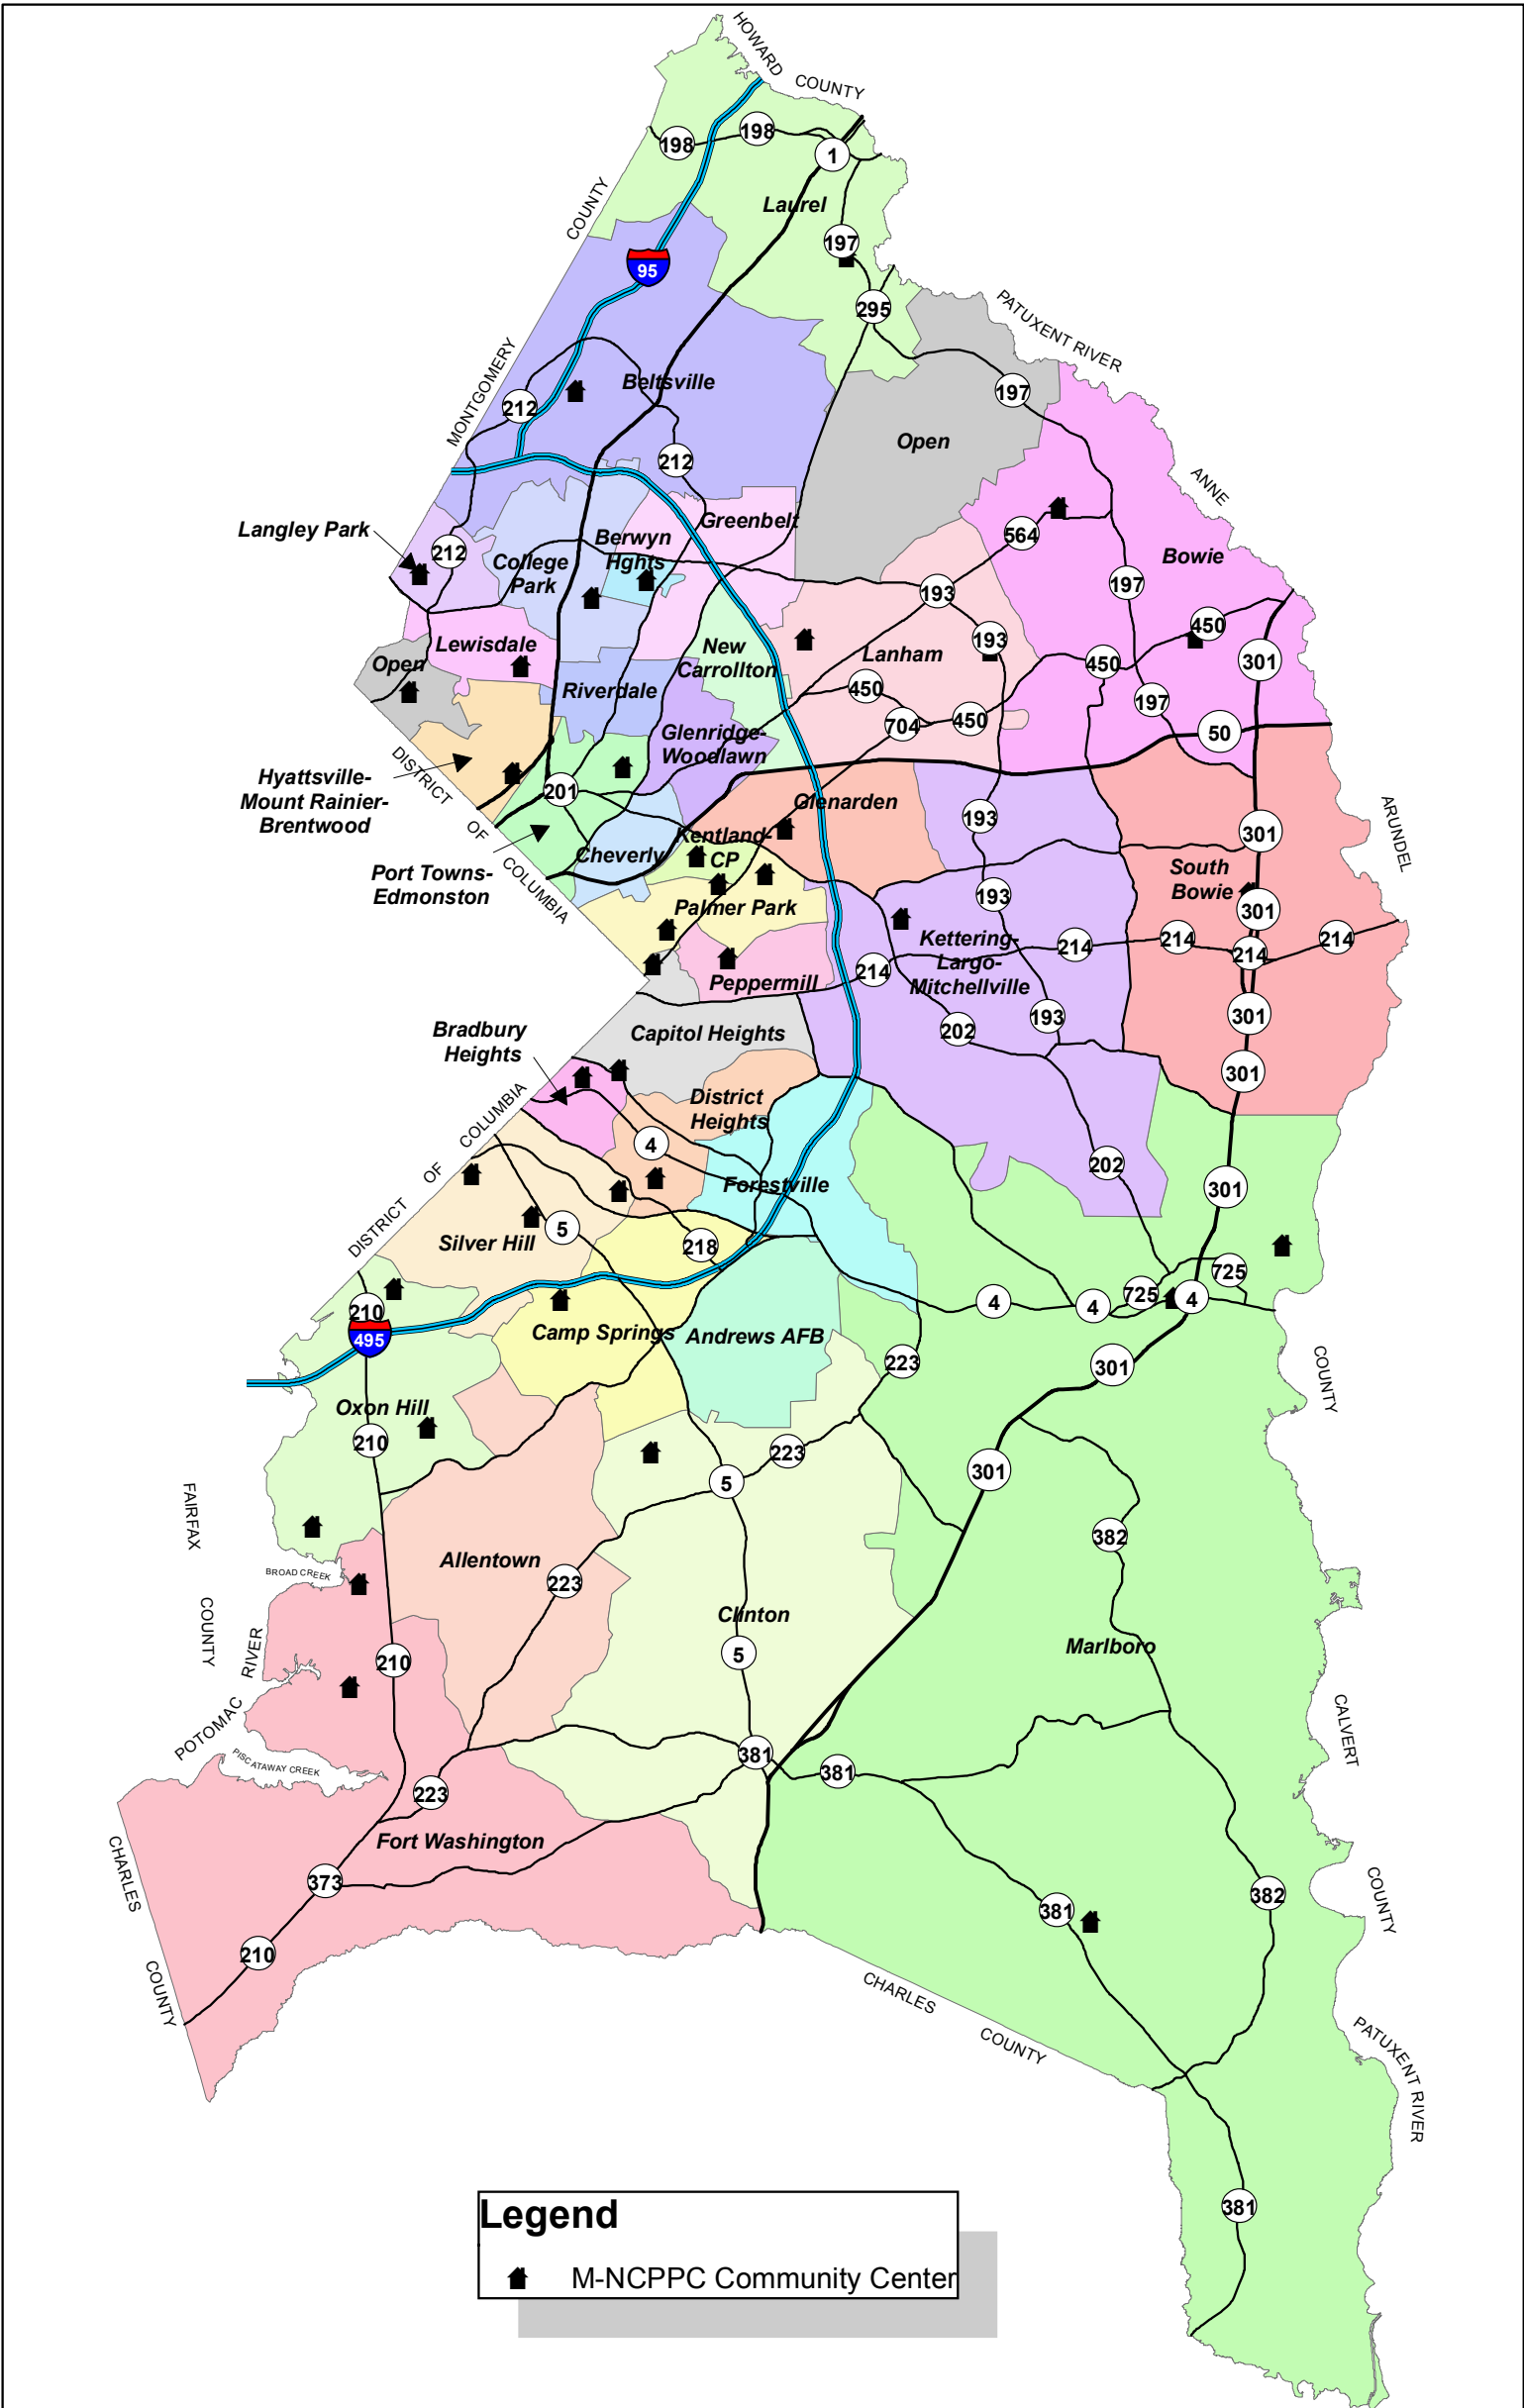 HOWARD
COUNTY
198
198
1
COUNTY
Laurel
197
95
295
PATUXENT RIVER
MONTGOMERY
Beltsville
197
212
Open
212
ANNE
Greenbelt
Langley Park
564
Berwyn
Hghts
212
College
Park
Bowie
197
193
450
193
Lewisdale
New
Carrollton
Lanham
Open
450
301
Riverdale
450
197
704
450
50
Glenridge-
Woodlawn
DISTRICT
OF
COLUMBIA
Hyattsville-
Mount Rainier-
Brentwood
201
Glenarden
193
ARUNDEL
301
Kentland-
CP
Cheverly
South
Bowie
Port Towns-
Edmonston
193
Palmer Park
301
214
214
214
214
Kettering-
Largo-
Mitchellville
214
Peppermill
301
193
202
Bradbury
Heights
Capitol Heights
301
District
Heights
DISTRICT
OF
COLUMBIA
4
202
Forestville
301
5
Silver Hill
218
725
725
210
4
4
4
495
Camp Springs
Andrews AFB
223
301
COUNTY
Oxon Hill
210
223
301
5
FAIRFAX
COUNTY
382
BROAD CREEK
Allentown
223
Clinton
Marlboro
5
210
RIVER
POTOMAC
CALVERT
COUNTY
381
PISCATAWAY CREEK
381
223
Fort Washington
CHARLES
COUNTY
373
382
381
210
CHARLES
COUNTY
PATUXENT RIVER
381
Legend
M-NCPPC Community Center